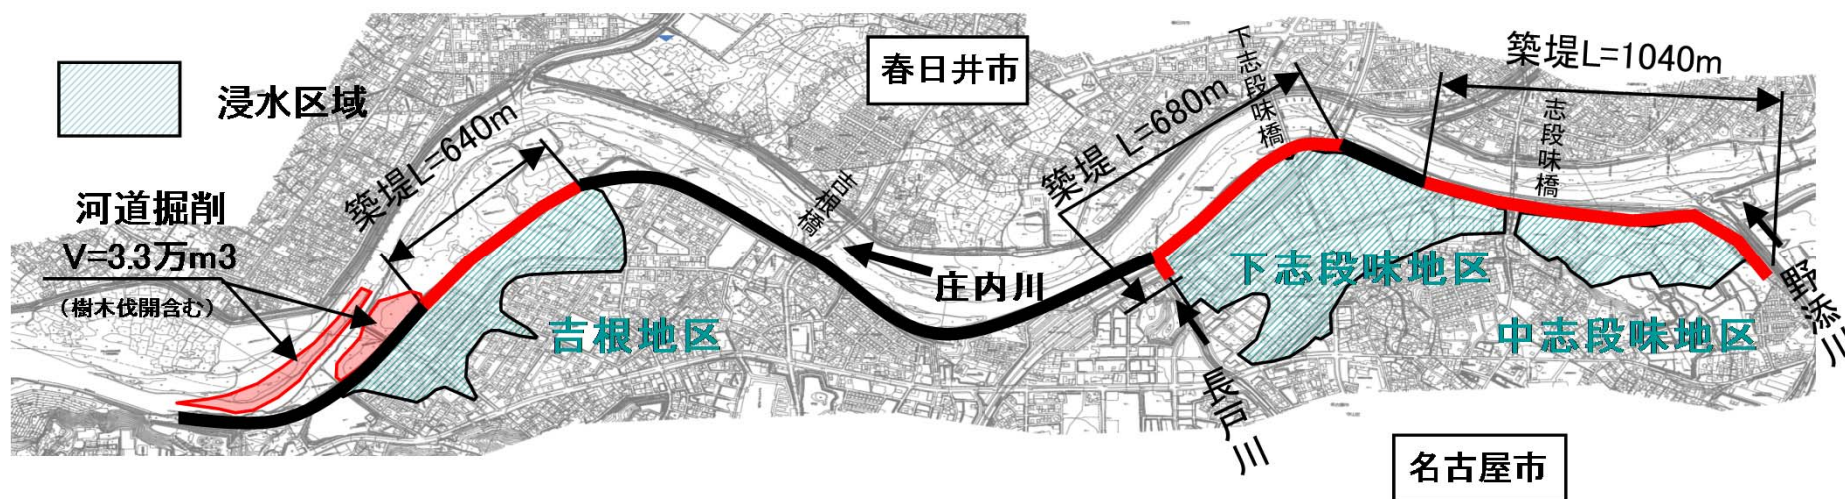 浸水区域
春日井市
築堤L=1040m
下志段味橋
志段味橋
築堤L=640m
築堤 L=680m
吉根橋
河道掘削
V=3.3万m3
(樹木伐開含む)
庄内川
下志段味地区
吉根地区
中志段味地区
野添川
長戸川
名古屋市